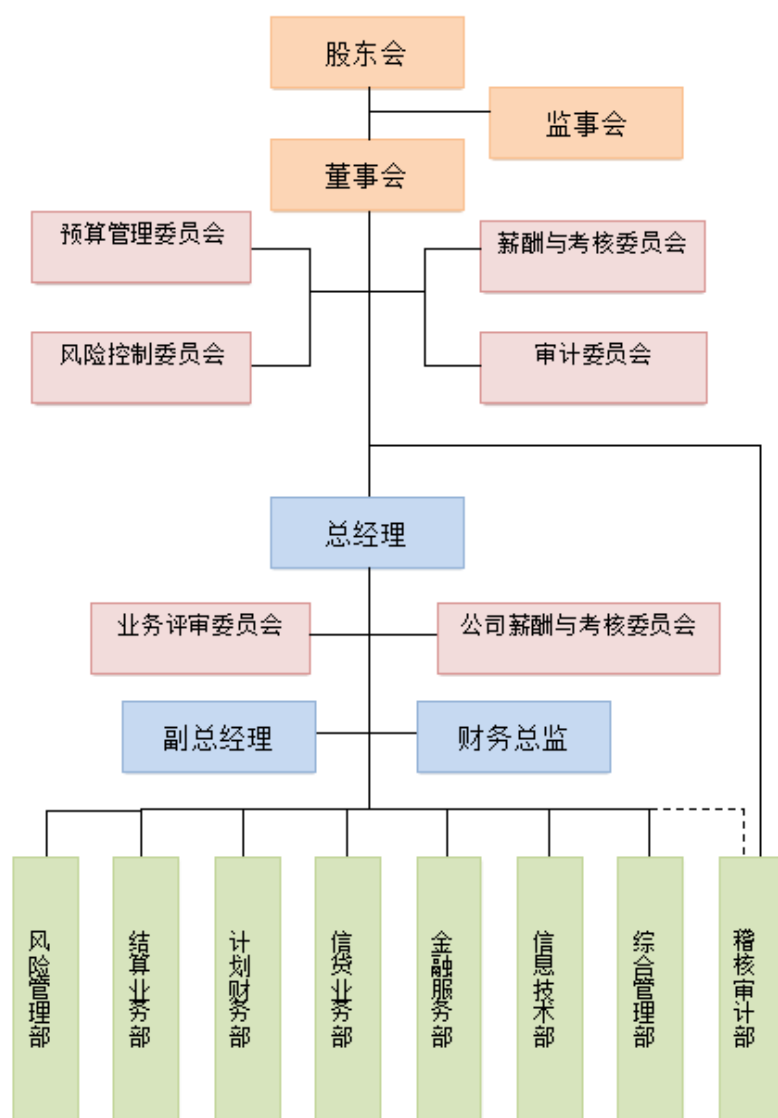 股东会
监事会
董事会
预算管理委员会
薪酬与考核委员会
风险控制委员会
审计委员会
总经理
业务评审委员会
公司薪酬与考核委员会
副总经理
财务总监
风险管理部
结算业务部
计划财务部
信贷业务部
金融服务部
信息技术部
综合管理部
稽核审计部